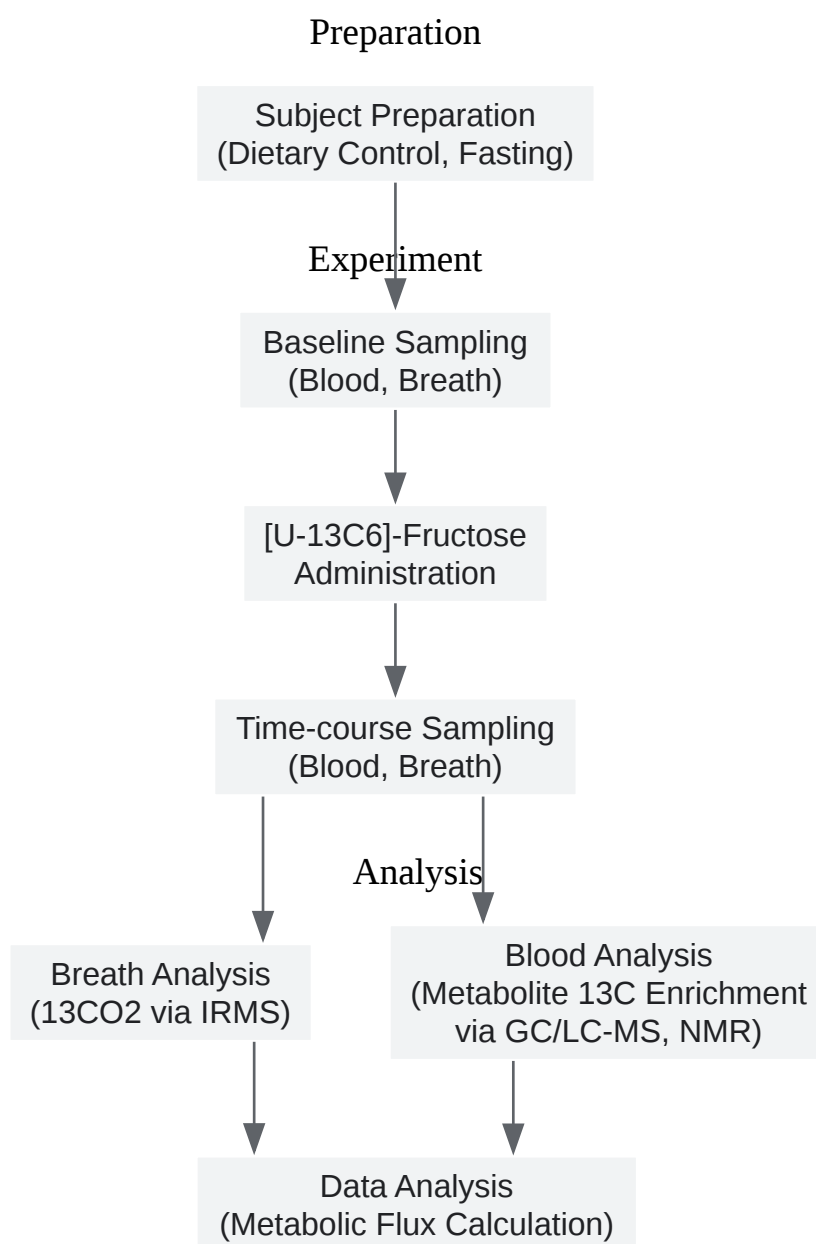 Preparation
Subject Preparation
(Dietary Control, Fasting)
Experiment
Baseline Sampling
(Blood, Breath)
[U-13C6]-Fructose
Administration
Time-course Sampling
(Blood, Breath)
Analysis
Breath Analysis
(13CO2 via IRMS)
Blood Analysis
(Metabolite 13C Enrichment
via GC/LC-MS, NMR)
Data Analysis
(Metabolic Flux Calculation)